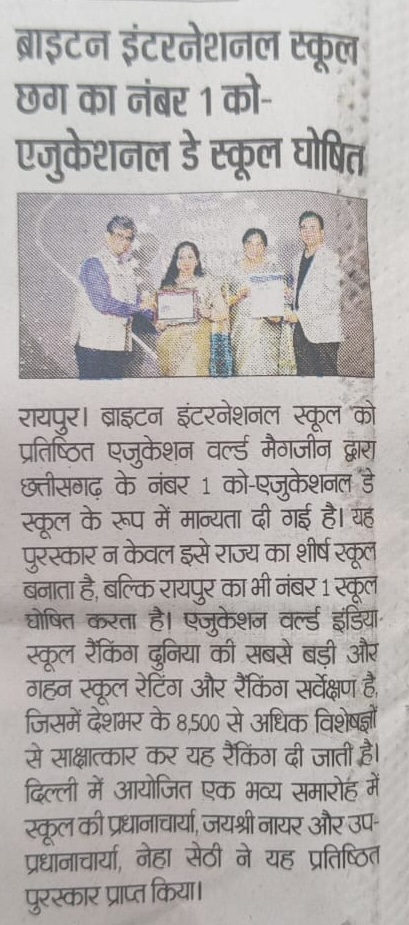 ब्राइटन इंटरनेशनल स्कूल
छग का नंबर 1 को-
एजुकेशनल डे स्कूल घोषित
रायपुर। ब्राइटन इंटरनेशनल स्कूल को
प्रतिष्ठित एजुकेशन वर्ल्ड मैगजीन द्वारा
छत्तीसगढ़ के नंबर 1 को-एजुकेशनल डे
स्कूल के रूप में मान्यता दी गई है। यह
पुरस्कार न केवल इसे राज्य का शीर्ष स्कूल
बनाता है, बल्कि रायपुर का भी नंबर 1 स्कूल
घोषित करता है। एजुकेशन वर्ल्ड इंडिया
स्कूल रैंकिंग दुनिया की सबसे बड़ी और
गहन स्कूल रेटिंग और रैंकिंग सर्वेक्षण है,
जिसमें देशभर के 8,500 से अधिक विशेषज्ञों
से साक्षात्कार कर यह रैंकिंग दी जाती है।
दिल्ली में आयोजित एक भव्य समारोह में
स्कूल की प्रधानाचार्या, जयश्री नायर और उप-
प्रधानाचार्या, नेहा सेठी ने यह प्रतिष्ठित
पुरस्कार प्राप्त किया।